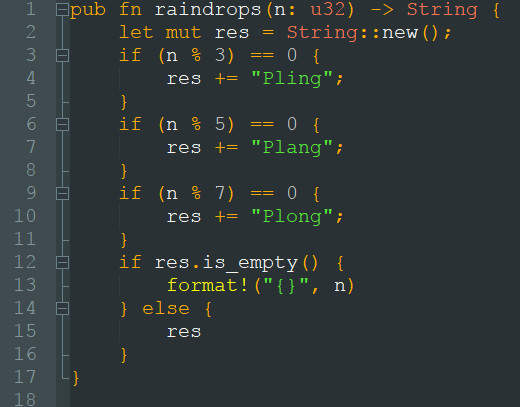 1 pub fn raindrops(n: u32) -> String {
2     let mut res = String::new();
3     if (n % 3) == 0 {
4         res += "Pling";
5     }
6     if (n % 5) == 0 {
7         res += "Plang";
8     }
9     if (n % 7) == 0 {
10         res += "Plong";
11     }
12     if res.is_empty() {
13         format!("{}", n)
14     } else {
15         res
16     }
17 }
18